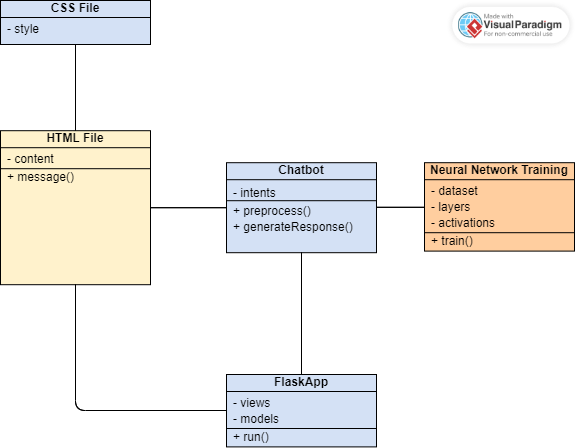 CSS File
- style
Made with
Visual Paradigm
For non-commercial use
HTML File
- content
+ message()
Chatbot
- intents
+ preprocess()
+ generateResponse()
Neural Network Training
- dataset
- layers
- activations
+ train()
FlaskApp
- views
- models
+ run()